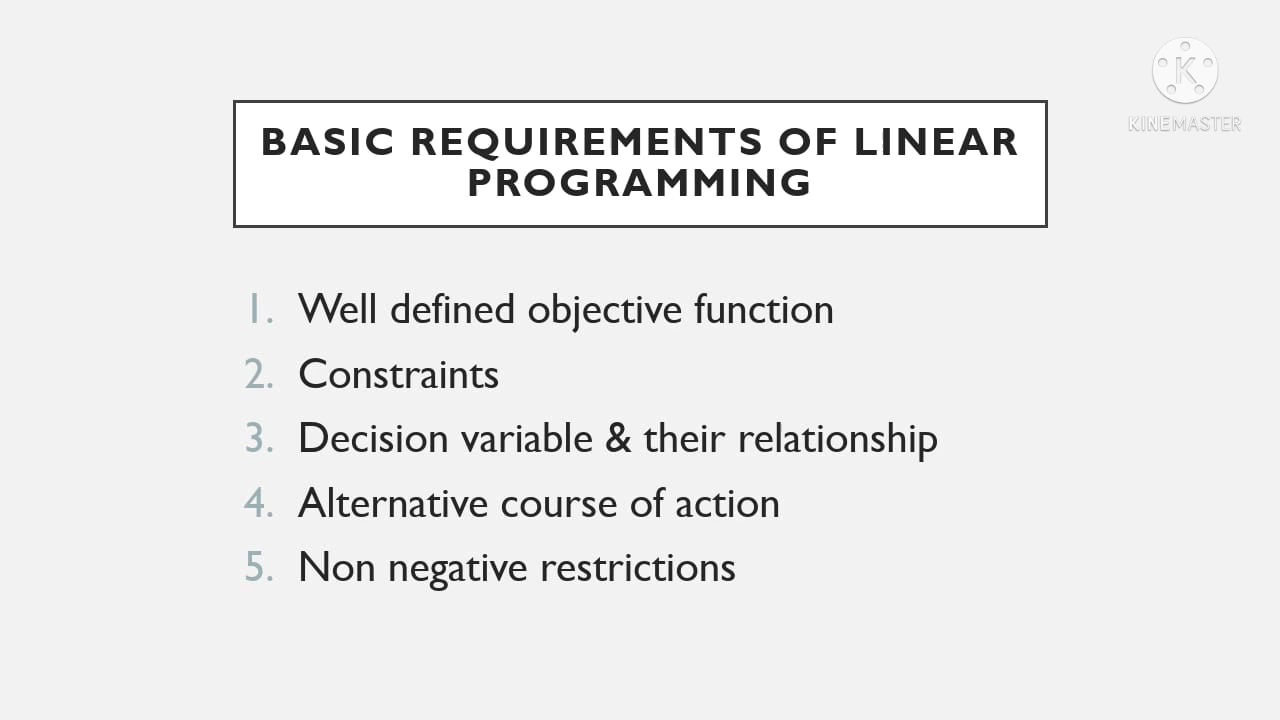 K
KINEMASTER
BASIC REQUIREMENTS OF LINEAR
PROGRAMMING
1. Well defined objective function
2. Constraints
3. Decision variable & their relationship
4. Alternative course of action
5. Non negative restrictions